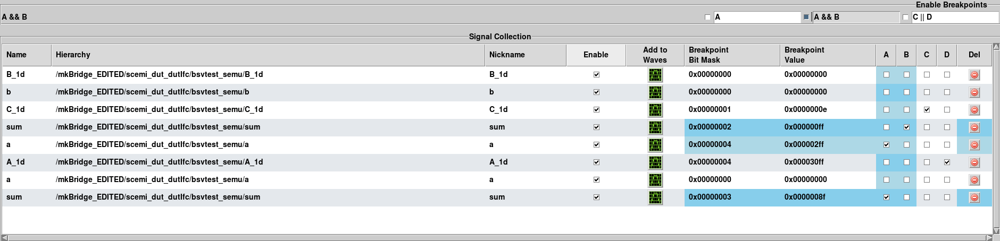 Enable Breakpoints
A && B A A && B C || D
Signal Collection
Name Hierarchy Nickname Enable Add to Waves Breakpoint Bit Mask Breakpoint Value A B C D Del
B_1d /mkBridge_EDITED/scemi_dut_dutIfc/bsvtest_semu/B_1d B_1d 0x00000000 0x00000000
b /mkBridge_EDITED/scemi_dut_dutIfc/bsvtest_semu/b b 0x00000000 0x00000000
C_1d /mkBridge_EDITED/scemi_dut_dutIfc/bsvtest_semu/C_1d C_1d 0x00000001 0x0000000e
sum /mkBridge_EDITED/scemi_dut_dutIfc/bsvtest_semu/sum sum 0x00000002 0x000000ff
a /mkBridge_EDITED/scemi_dut_dutIfc/bsvtest_semu/a a 0x00000004 0x000002ff
A_1d /mkBridge_EDITED/scemi_dut_dutIfc/bsvtest_semu/A_1d A_1d 0x00000004 0x000030ff
a /mkBridge_EDITED/scemi_dut_dutIfc/bsvtest_semu/a a 0x00000000 0x00000000
sum /mkBridge_EDITED/scemi_dut_dutIfc/bsvtest_semu/sum sum 0x00000003 0x0000008f